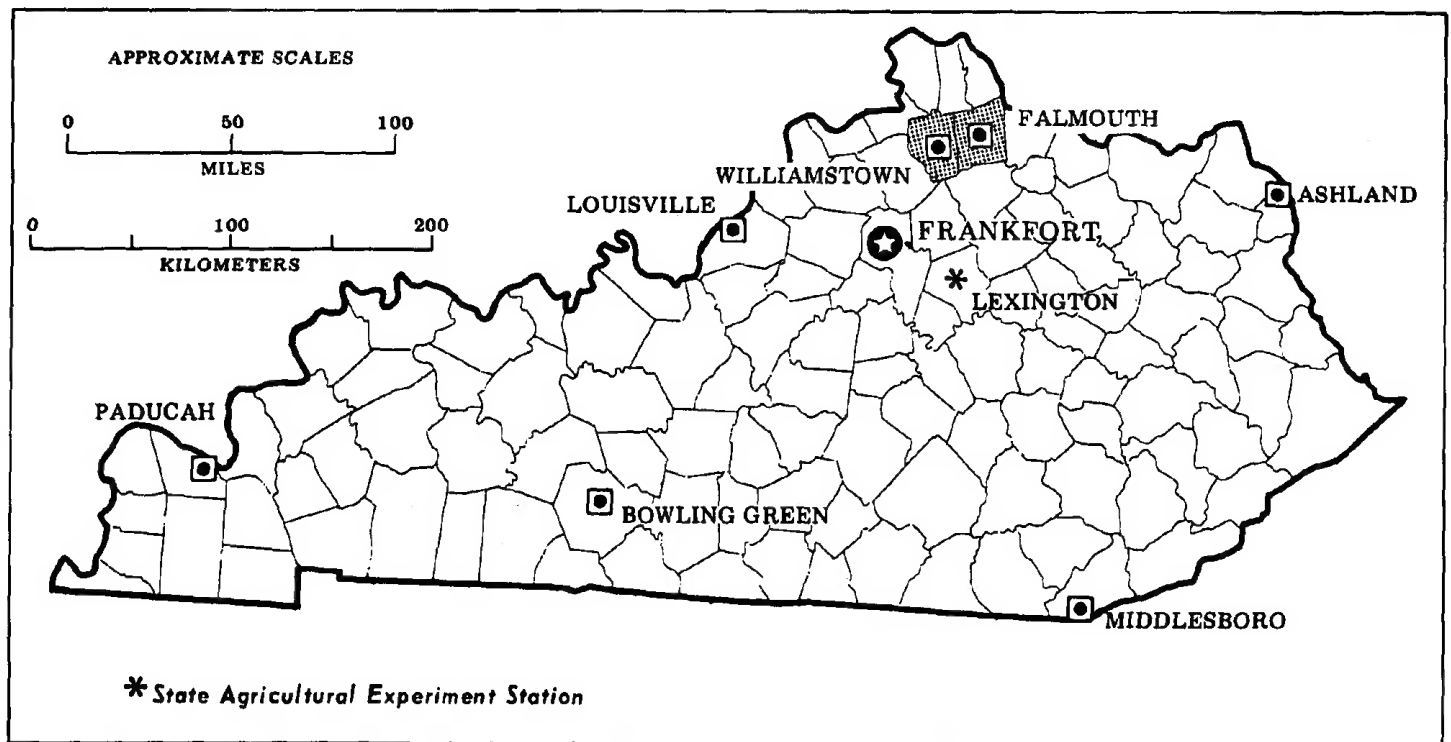 APPROXIMATE SCALES
0 50 100
MILES
0 100 200
KILOMETERS
FALMOUTH
WILLIAMSTOWN
ASHLAND
LOUISVILLE
FRANKFORT
LEXINGTON
PADUCAH
BOWLING GREEN
MIDDLESBORO
* State Agricultural Experiment Station